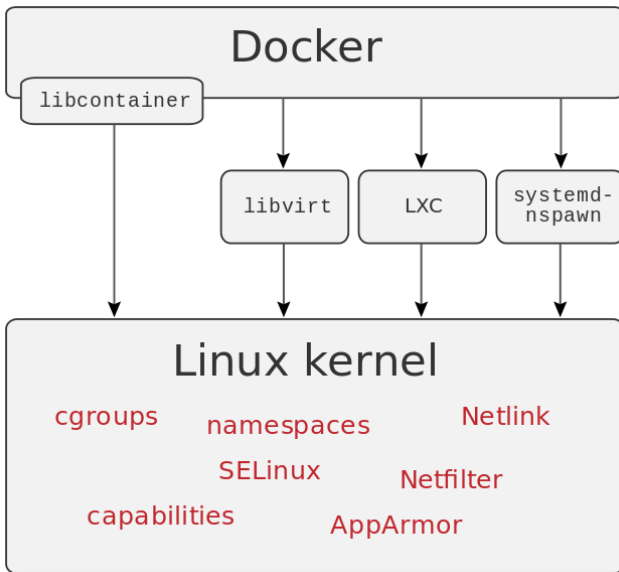 Docker
libcontainer
libvirt
LXC
systemd-
nspawn
Linux kernel
cgroups
namespaces
Netlink
SELinux
Netfilter
capabilities
AppArmor